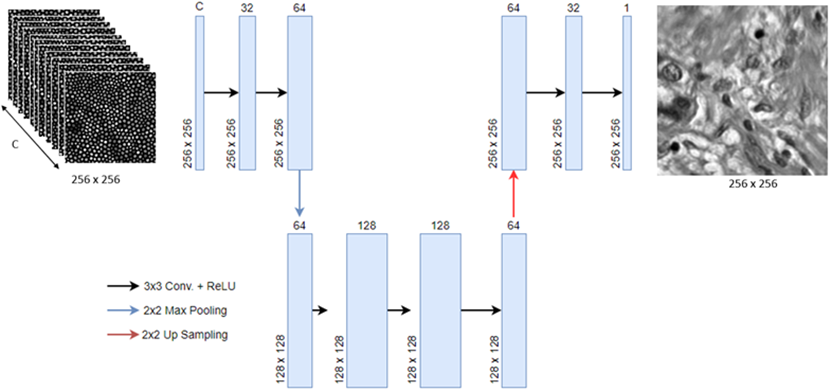 C
256 x 256
C
32
64
256 x 256
256 x 256
256 x 256
64
32
1
256 x 256
256 x 256
256 x 256
256 x 256
64
128
128
64
128 x 128
128 x 128
128 x 128
128 x 128
3x3 Conv. + ReLU
2x2 Max Pooling
2x2 Up Sampling